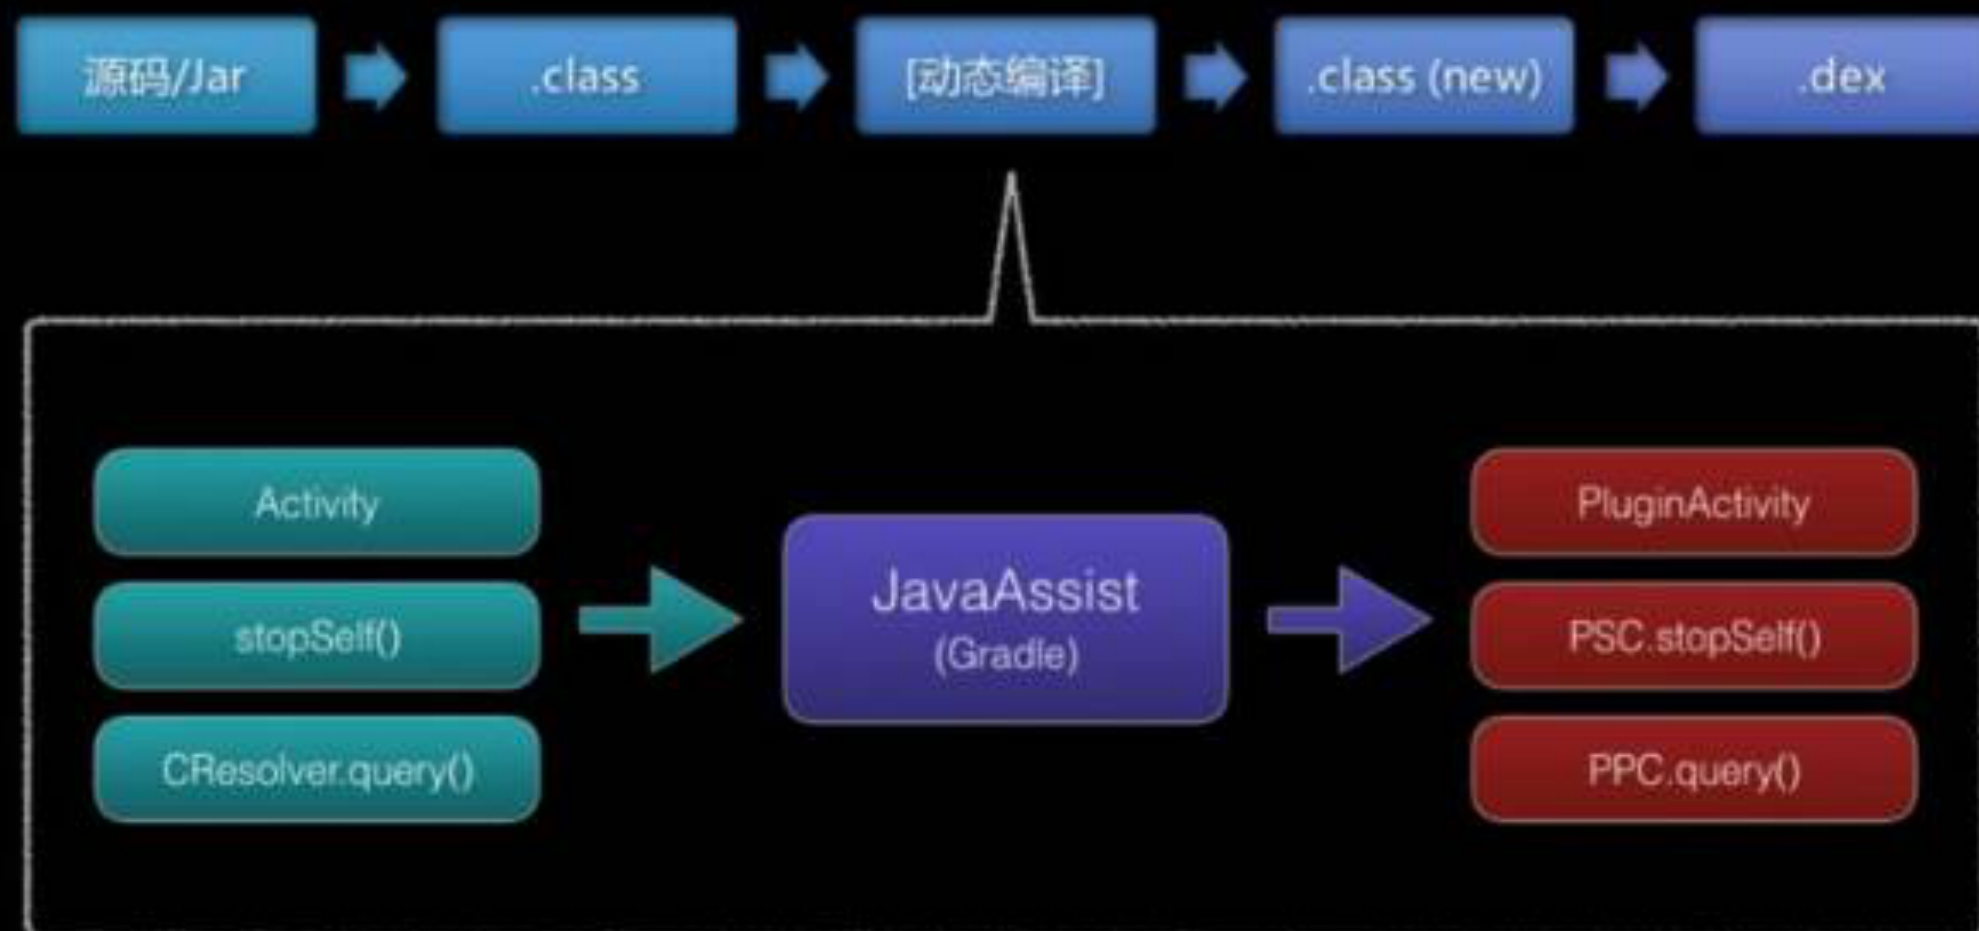 源码/Jar
.class
[动态编译]
.class (new)
.dex
Activity
stopSelf()
CResolver.query()
JavaAssist
(Gradle)
PluginActivity
PSC.stopSelf()
PPC.query()